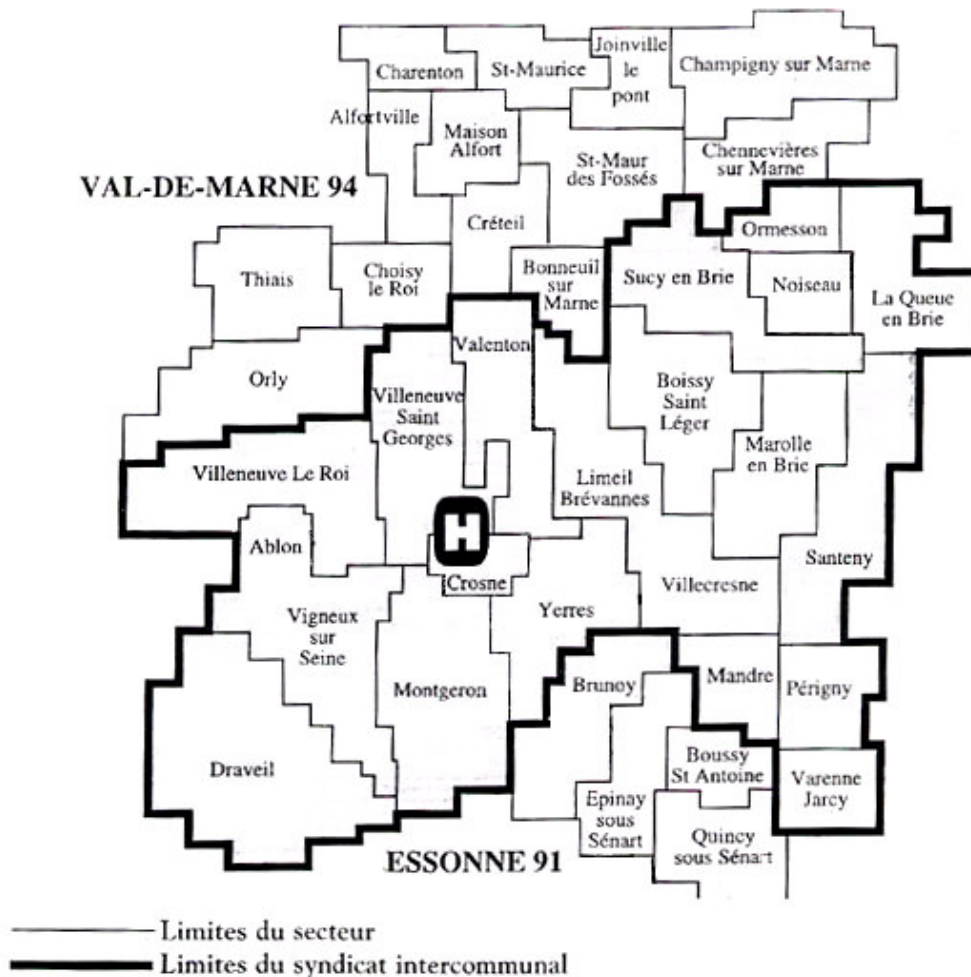 Joinville
le
pont
Charenton
St-Maurice
Champigny sur Marne
Alfortville
Maison
Alfort
St-Maur
des Fossés
Chennevières
sur Marne
VAL-DE-MARNE 94
Créteil
Ormesson
Thiais
Choisy
le Roi
Bonneuil
sur
Marne
Sucy en Brie
Noiseau
La Queue
en Brie
Valenton
Orly
Villeneuve
Saint
Georges
Boissy
Saint
Léger
Marolle
en Brie
Villeneuve Le Roi
Limeil
Brévannes
H
Ablon
Santeny
Crosne
Villecresne
Vigneux
sur
Seine
Yerres
Montgeron
Brunoy
Mandre
Périgny
Draveil
Boussy
St Antoine
Varenne
Jarcy
Epinay
sous
Sénart
Quincy
sous Sénart
ESSONNE 91
Limites du secteur
Limites du syndicat intercommunal